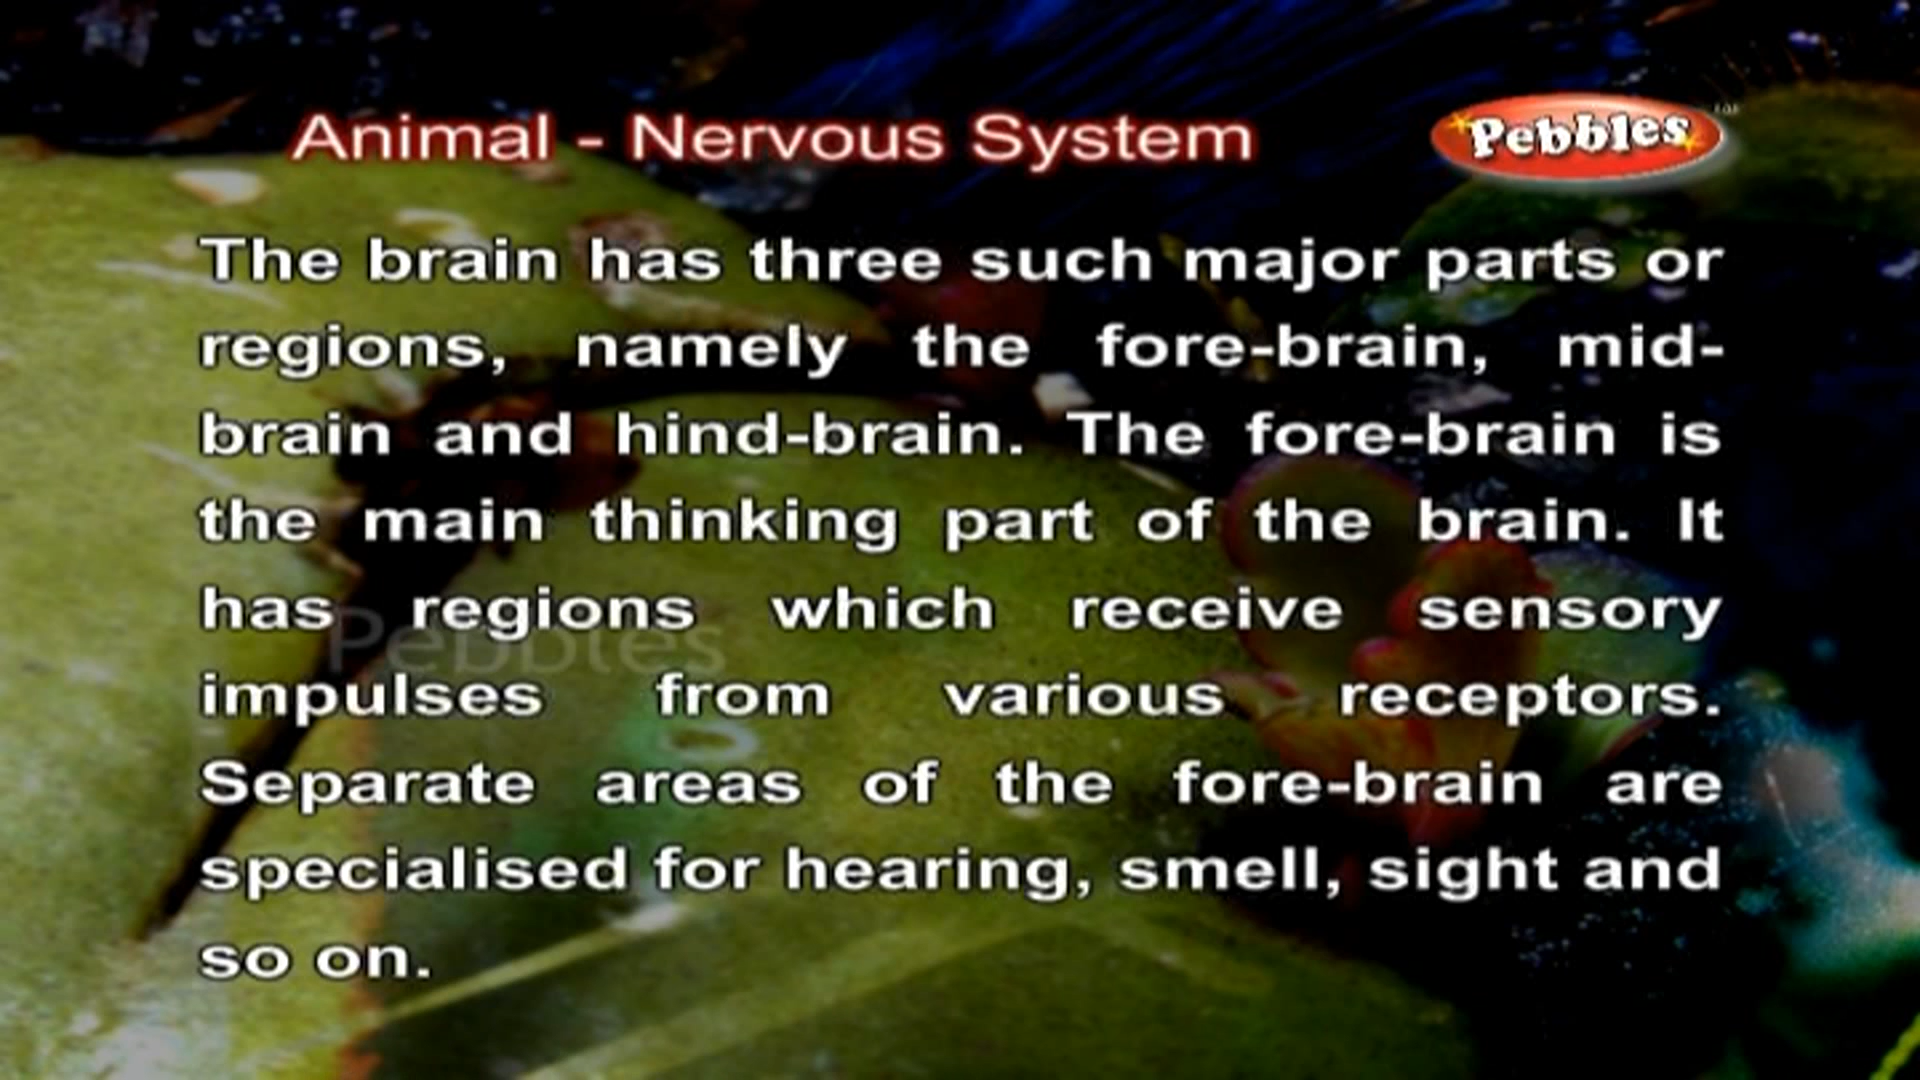 Animal - Nervous System
Pebbles
The brain has three such major parts or
regions, namely the fore-brain, mid-
brain and hind-brain. The fore-brain is
the main thinking part of the brain. It
has regions which receive sensory
Pebbles
impulses from various receptors.
Separate areas of the fore-brain are
specialised for hearing, smell, sight and
so on.